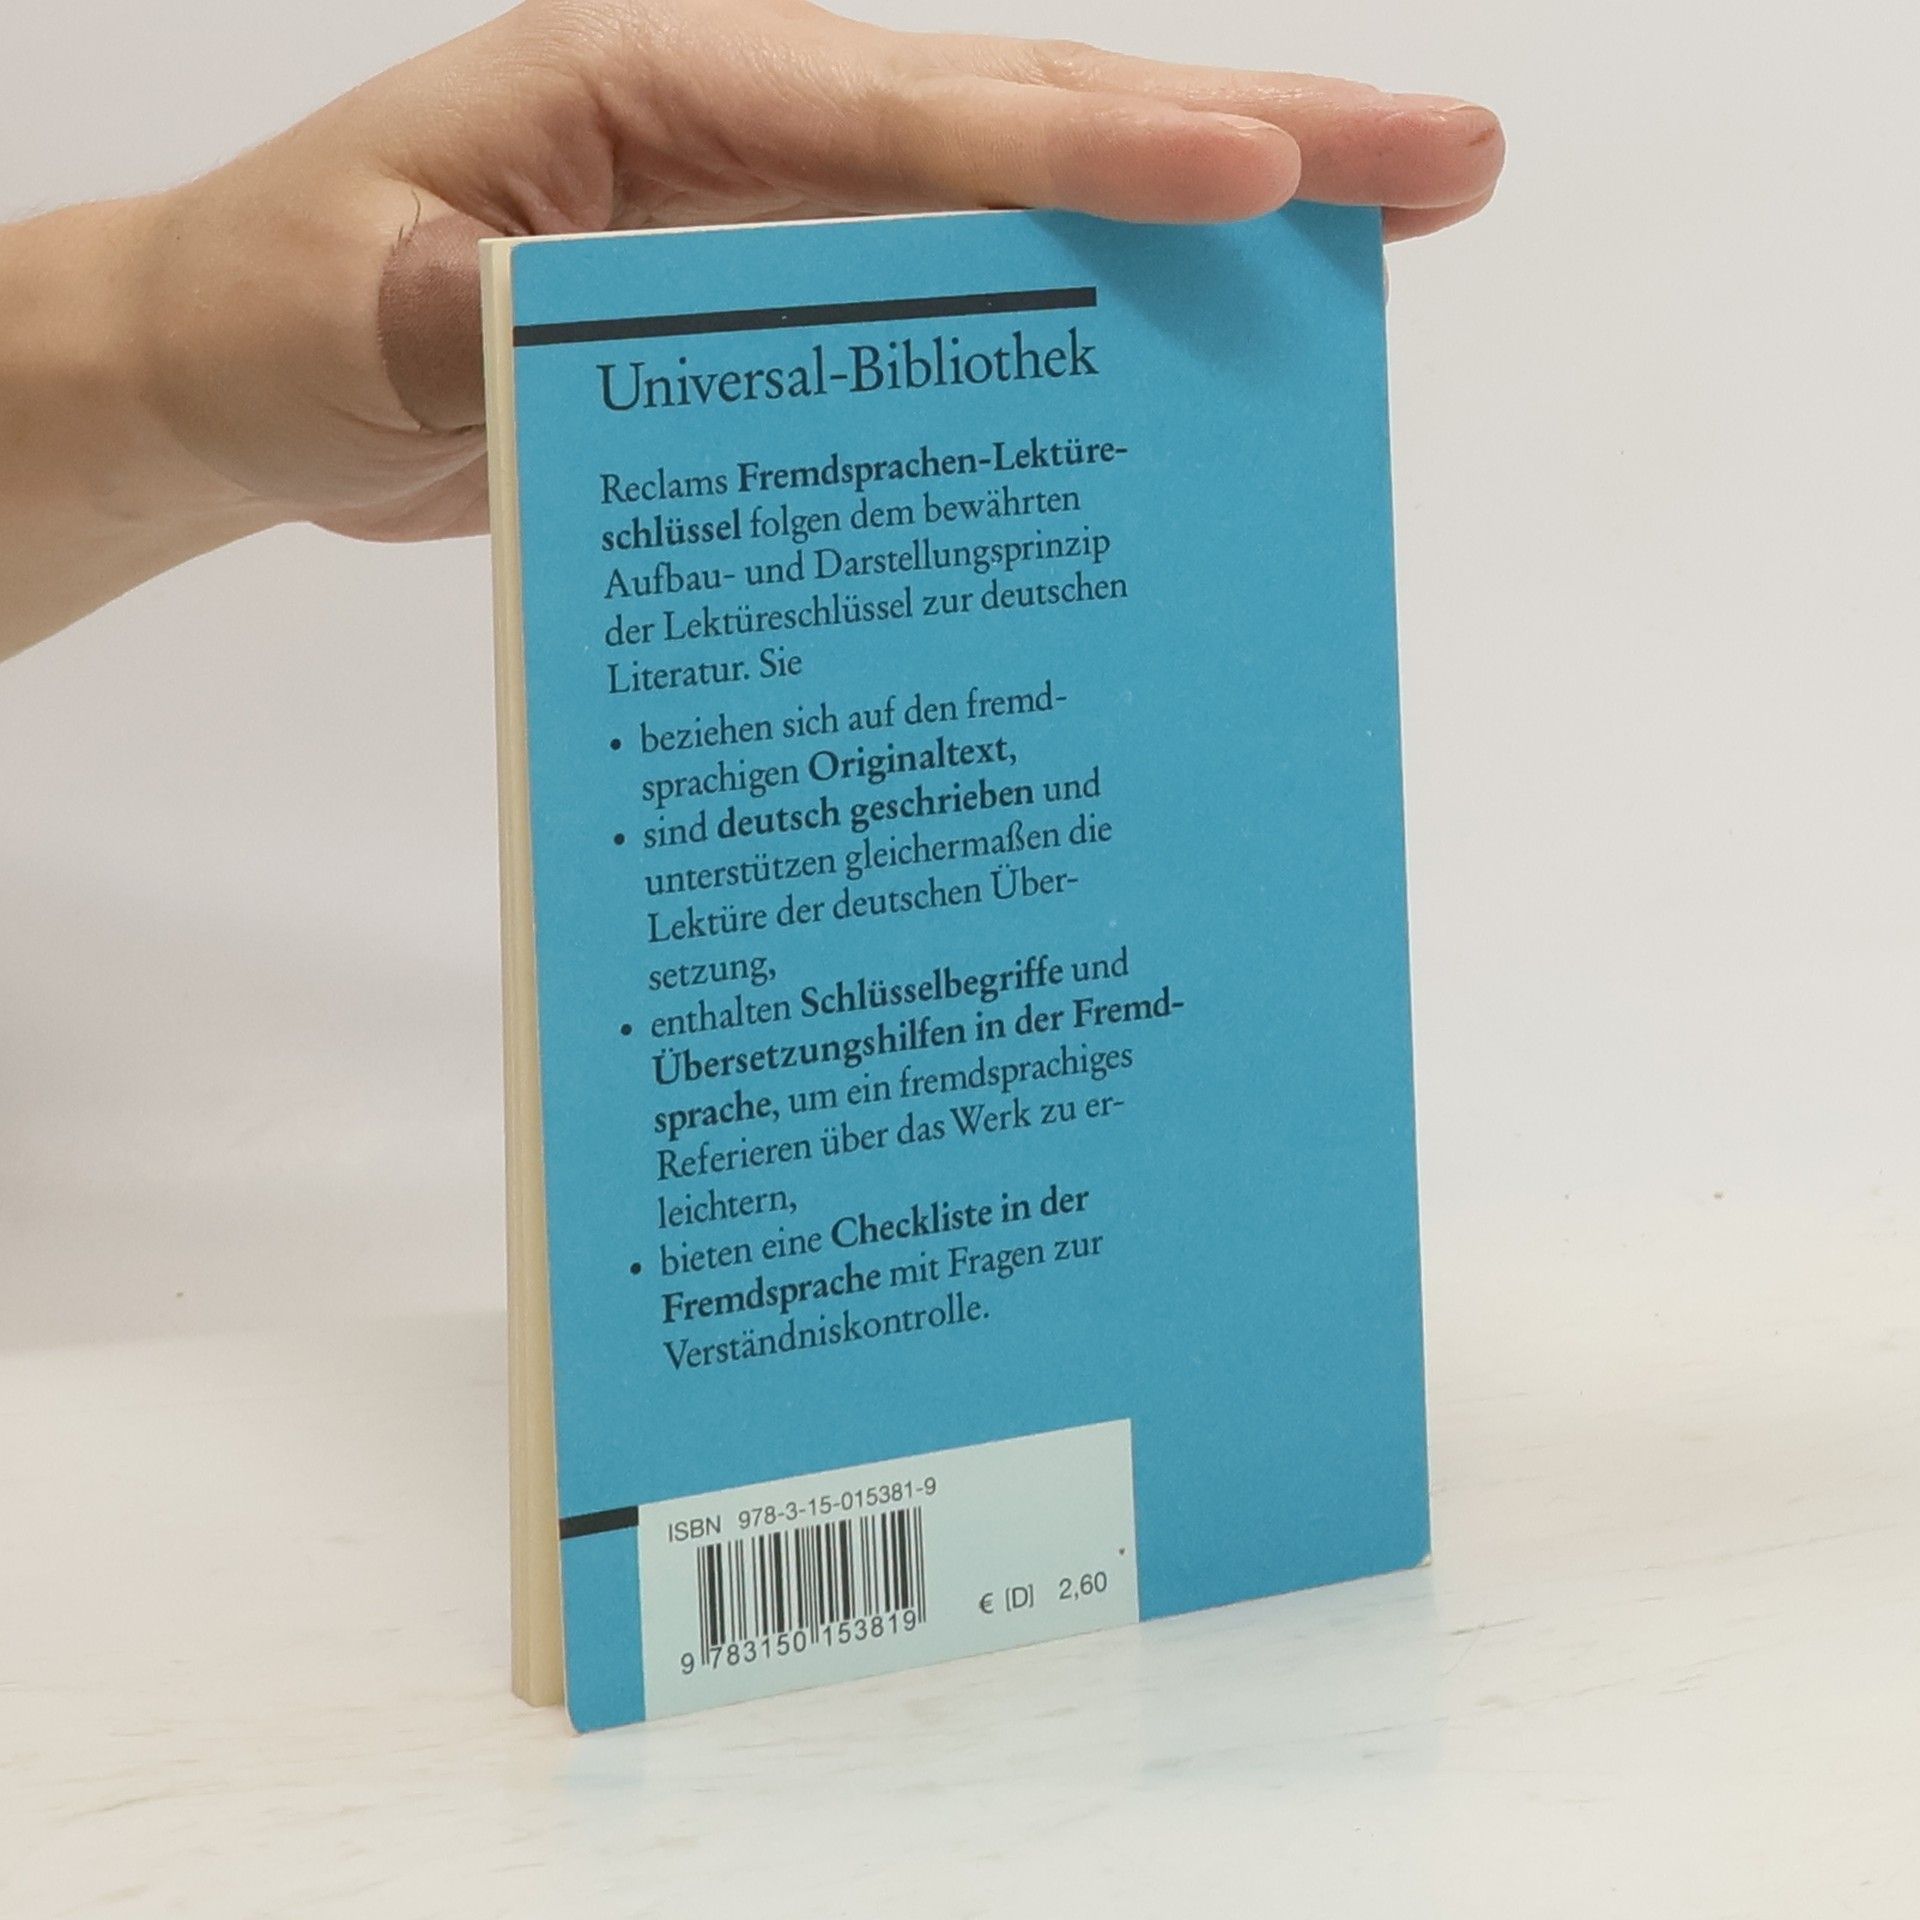 Universal-Bibliothek
Reclams Fremdsprachen-Lektüre-
schlüssel folgen dem bewährten
Aufbau- und Darstellungsprinzip
der Lektüreschlüssel zur deutschen
Literatur. Sie
• beziehen sich auf den fremd-
sprachigen Originaltext,
• sind deutsch geschrieben und
unterstützen gleichermaßen die
Lektüre der deutschen Über-
setzung,
• enthalten Schlüsselbegriffe und
Übersetzungshilfen in der Fremd-
sprache, um ein fremdsprachiges
Referieren über das Werk zu er-
leichtern,
• bieten eine Checkliste in der
Fremdsprache mit Fragen zur
Verständniskontrolle.
ISBN 978-3-15-015381-9
9 783150 153819
€ [D] 2,60